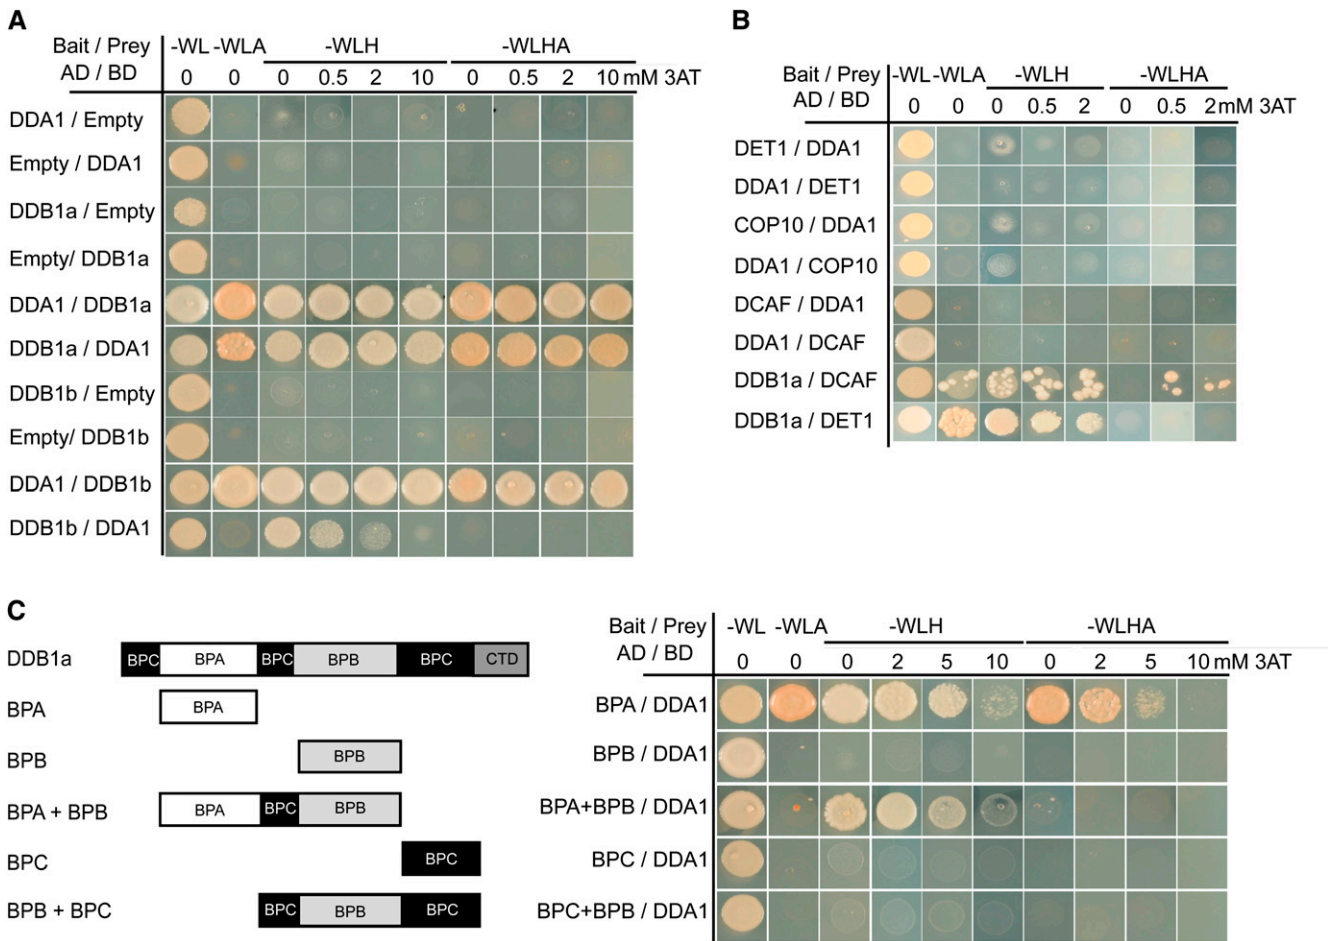 A
Bait / Prey -WL -WLA -WLH -WLHA
AD / BD 0 0 0 0.5 2 10 0 0.5 2 10 mM 3AT
DDA1 / Empty
Empty / DDA1
DDB1a / Empty
Empty/ DDB1a
DDA1 / DDB1a
DDB1a / DDA1
DDB1b / Empty
Empty/ DDB1b
DDA1 / DDB1b
DDB1b / DDA1
B
Bait / Prey -WL -WLA -WLH -WLHA
AD / BD 0 0 0 0.5 2 0 0.5 2 mM 3AT
DET1 / DDA1
DDA1 / DET1
COP10 / DDA1
DDA1 / COP10
DCAF / DDA1
DDA1 / DCAF
DDB1a / DCAF
DDB1a / DET1
C
DDB1a BPC BPA BPC BPB BPC CTD
BPA BPA
BPB BPB
BPA + BPB BPA BPC BPB
BPC BPC
BPB + BPC BPC BPB BPC
Bait / Prey -WL -WLA -WLH -WLHA
AD / BD 0 0 0 2 5 10 0 2 5 10 mM 3AT
BPA / DDA1
BPB / DDA1
BPA+BPB / DDA1
BPC / DDA1
BPC+BPB / DDA1